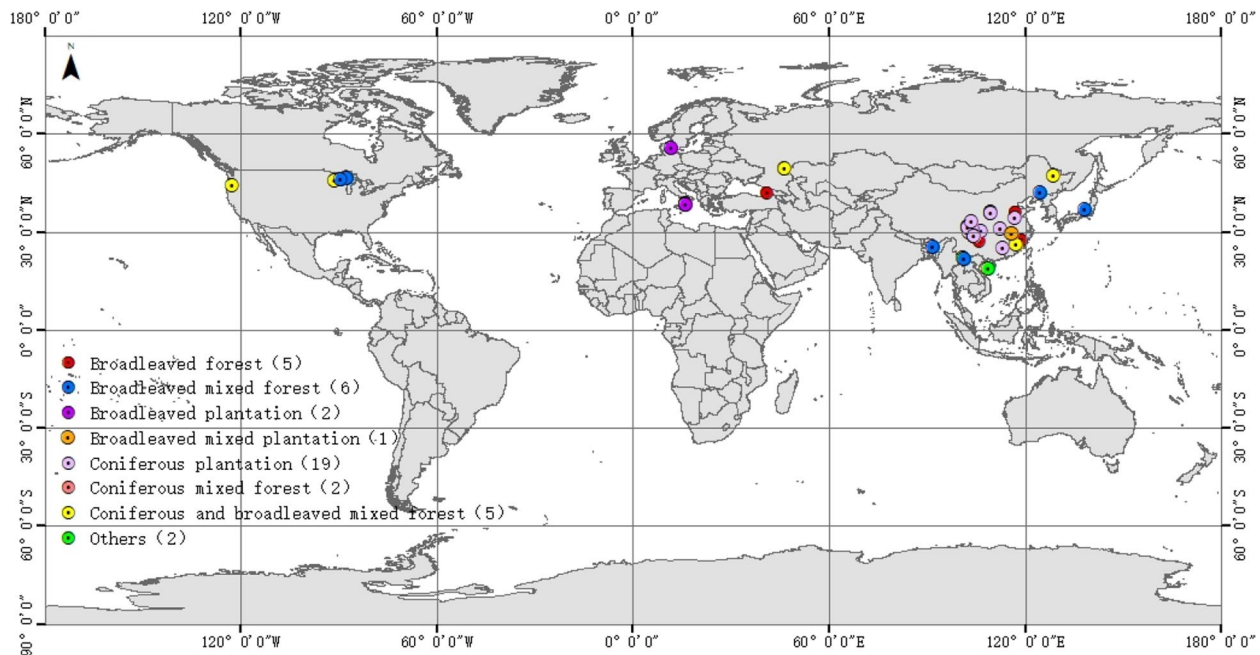 180° 0'0" 120° 0'0"W 60° 0'0"W 0° 0'0" 60° 0'0"E 120° 0'0"E 180° 0'0"
N
60° 0'0"N 60° 0'0"N
30° 0'0"N 30° 0'0"N
0° 0'0" 0° 0'0"
30° 0'0"S 30° 0'0"S
60° 0'0"S 60° 0'0"S
90° 0'0"S 90° 0'0"S
Broadleaved forest (5)
Broadleaved mixed forest (6)
Broadleaved plantation (2)
Broadleaved mixed plantation (1)
Coniferous plantation (19)
Coniferous mixed forest (2)
Coniferous and broadleaved mixed forest (5)
Others (2)
120° 0'0"W 60° 0'0"W 0° 0'0" 60° 0'0"E 120° 0'0"E 180° 0'0"